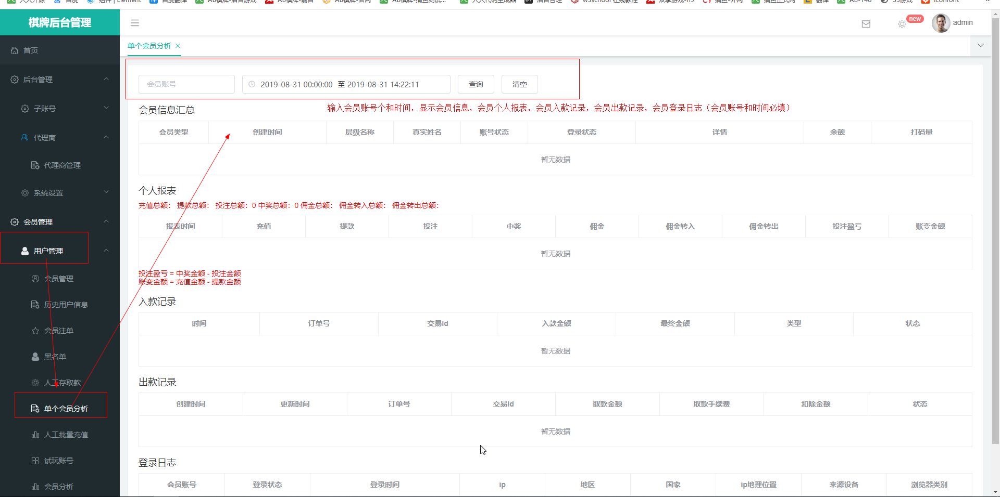 棋牌后台管理
new
admin
首页
单个会员分析
后台管理
子账号
代理商
代理商管理
系统设置
会员管理
用户管理
会员管理
历史用户信息
会员注单
黑名单
人工存取款
单个会员分析
人工批量充值
试玩账号
会员分析
会员账号
2019-08-31 00:00:00 至 2019-08-31 14:22:11
查询
清空
会员信息汇总
输入会员账号个和时间，显示会员信息，会员个人报表，会员入款记录，会员出款记录，会员登录日志（会员账号和时间必填）
会员类型 创建时间 层级名称 真实姓名 账号状态 登录状态 详情 余额 打码量
暂无数据
个人报表
充值总额： 提款总额： 投注总额：0 中奖总额：0 佣金总额： 佣金转入总额： 佣金转出总额：
报表时间 充值 提款 投注 中奖 佣金 佣金转入 佣金转出 投注盈亏 账变金额
暂无数据
投注盈亏 = 中奖金额 - 投注金额
账变金额 = 充值金额 - 提款金额
入款记录
时间 订单号 交易Id 入款金额 最终金额 类型 状态
暂无数据
出款记录
创建时间 更新时间 订单号 交易Id 取款金额 取款手续费 扣除金额 状态
暂无数据
登录日志
会员账号 登录状态 登录时间 ip 地区 国家 ip地理位置 来源设备 浏览器类别